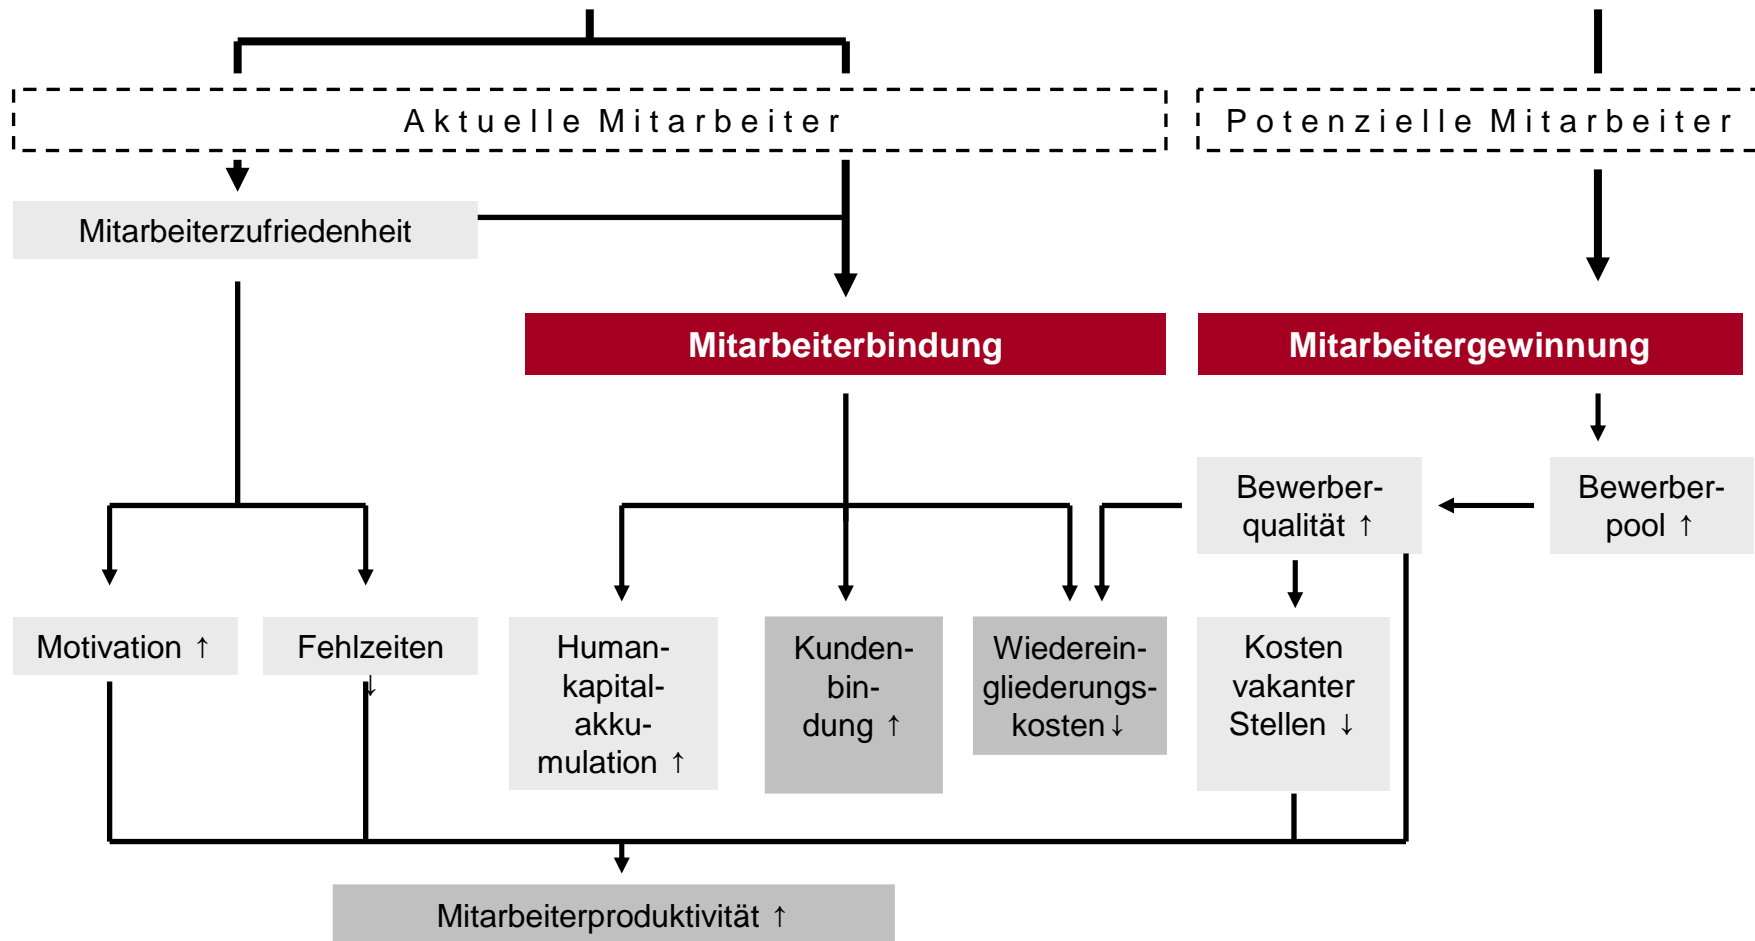 Aktuelle Mitarbeiter
Potenzielle Mitarbeiter
Mitarbeiterzufriedenheit
Mitarbeiterbindung
Mitarbeitergewinnung
Bewerber-
qualität ↑
Bewerber-
pool ↑
Motivation ↑
Fehlzeiten
↓
Human-
kapital-
akku-
mulation ↑
Kunden-
bin-
dung ↑
Wiederein-
gliederungs-
kosten↓
Kosten
vakanter
Stellen ↓
Mitarbeiterproduktivität ↑